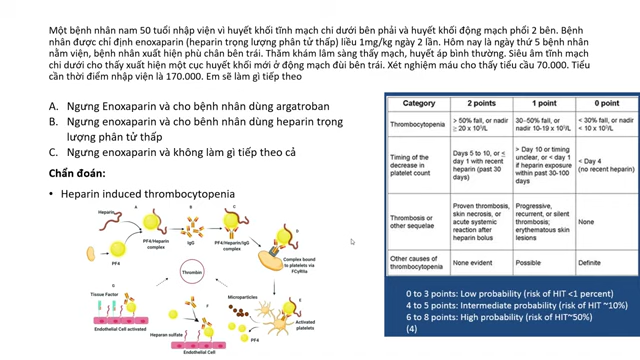 Một bệnh nhân nam 50 tuổi nhập viện vì huyết khối tĩnh mạch chi dưới bên phải và huyết khối động mạch phổi 2 bên. Bệnh
nhân được chỉ định enoxaparin (heparin trọng lượng phân tử thấp) liều 1mg/kg ngày 2 lần. Hôm nay là ngày thứ 5 bệnh nhân
nằm viện, bệnh nhân xuất hiện phù chân bên trái. Thăm khám lâm sàng thấy mạch, huyết áp bình thường. Siêu âm tĩnh mạch
chi dưới cho thấy xuất hiện một cục huyết khối mới ở động mạch đùi bên trái. Xét nghiệm máu cho thấy tiểu cầu 70.000. Tiểu
cần thời điểm nhập viện là 170.000. Em sẽ làm gì tiếp theo
A. Ngưng Enoxaparin và cho bệnh nhân dùng argatroban
B. Ngưng enoxaparin và cho bênh nhân dùng heparin trọng
lượng phân tử thấp
C. Ngưng enoxaparin và không làm gì tiếp theo cả
Chẩn đoán:
• Heparin induced thrombocytopenia
A
B
C
Heparin
PF4
PF4/Heparin
complex
IgG
PF4/Heparin/IgG
complex
D
Complex bound
to platelets via
FCγRIIa
Thrombin
G
Tissue Factor
Endothelial Cell activated
F
Heparan sulfate
Endothelial Cell
Microparticles
PF4
E
Activated
platelets
Category 2 points 1 point 0 point
Thrombocytopenia > 50% fall, or nadir ≥ 20 x 10⁹/L 30–50% fall, or nadir 10-19 x 10⁹/L < 30% fall, or nadir < 10 x 10⁹/L
Timing of the decrease in platelet count Days 5 to 10, or ≤ day 1 with recent heparin (past 30 days) > Day 10 or timing unclear, or < day 1 if heparin exposure within past 30-100 days < Day 4 (no recent heparin)
Thrombosis or other sequelae Proven thrombosis, skin necrosis, or acute systemic reaction after heparin bolus Progressive, recurrent, or silent thrombosis; erythematous skin lesions None
Other causes of thrombocytopenia None evident Possible Definite
0 to 3 points: Low probability (risk of HIT <1 percent)
4 to 5 points: Intermediate probability (risk of HIT ~10%)
6 to 8 points: High probability (risk of HIT~50%)
(4)